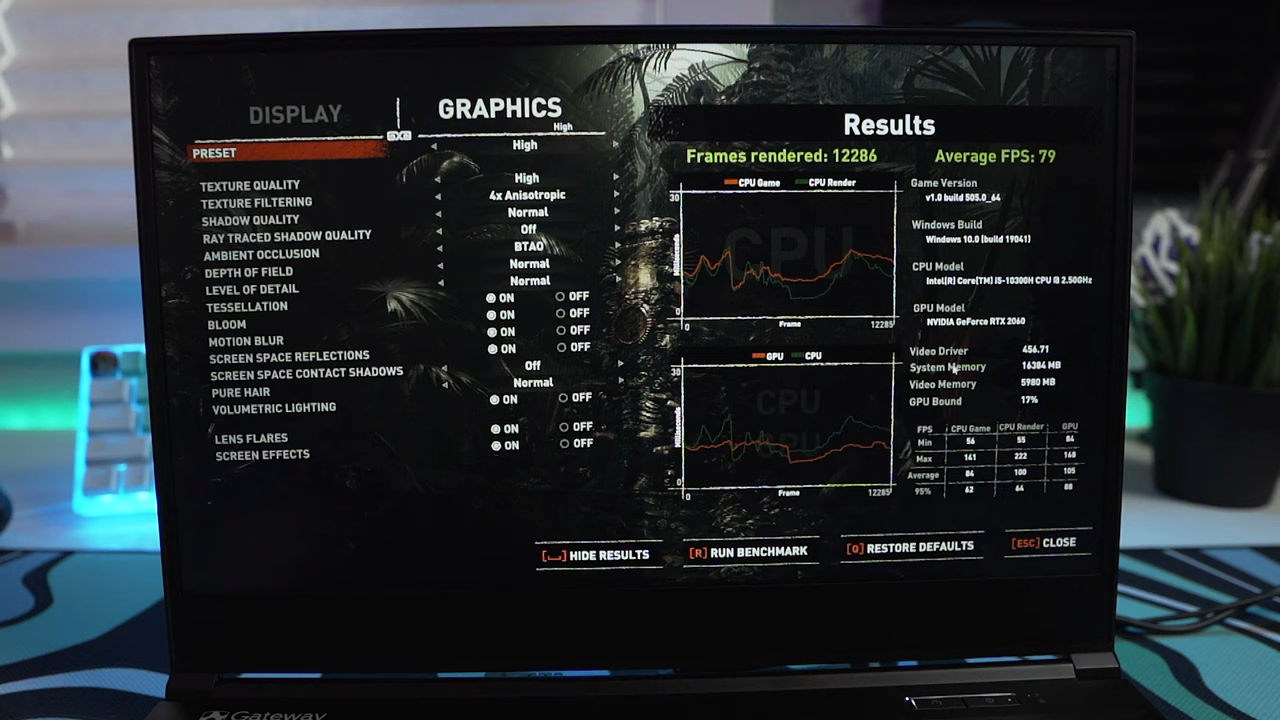 DISPLAY
GRAPHICS
High
PRESET
High
TEXTURE QUALITY
High
TEXTURE FILTERING
4x Anisotropic
SHADOW QUALITY
Normal
RAY TRACED SHADOW QUALITY
Off
AMBIENT OCCLUSION
BTAO
DEPTH OF FIELD
Normal
LEVEL OF DETAIL
Normal
TESSELLATION
ON OFF
BLOOM
ON OFF
MOTION BLUR
ON OFF
SCREEN SPACE REFLECTIONS
ON OFF
SCREEN SPACE CONTACT SHADOWS
Off
PURE HAIR
Normal
VOLUMETRIC LIGHTING
ON OFF
LENS FLARES
ON OFF
SCREEN EFFECTS
ON OFF
Results
Frames rendered: 12286
Average FPS: 79
CPU Game CPU Render
30
CPU
0
0 Frame 12285
GPU CPU
30
CPU
0
0 Frame 12285
Game Version
v1.0 build 505.0_64
Windows Build
Windows 10.0 [build 19041]
CPU Model
Intel(R) Core(TM) i5-10300H CPU @ 2.50GHz
GPU Model
NVIDIA GeForce RTX 2060
Video Driver 456.71
System Memory 16384 MB
Video Memory 5980 MB
GPU Bound 17%
FPS CPU Game CPU Render GPU
Min 56 55 84
Max 141 222 168
Average 84 100 105
95% 62 64 88
[⎵] HIDE RESULTS
[R] RUN BENCHMARK
[Q] RESTORE DEFAULTS
[ESC] CLOSE
Gateway